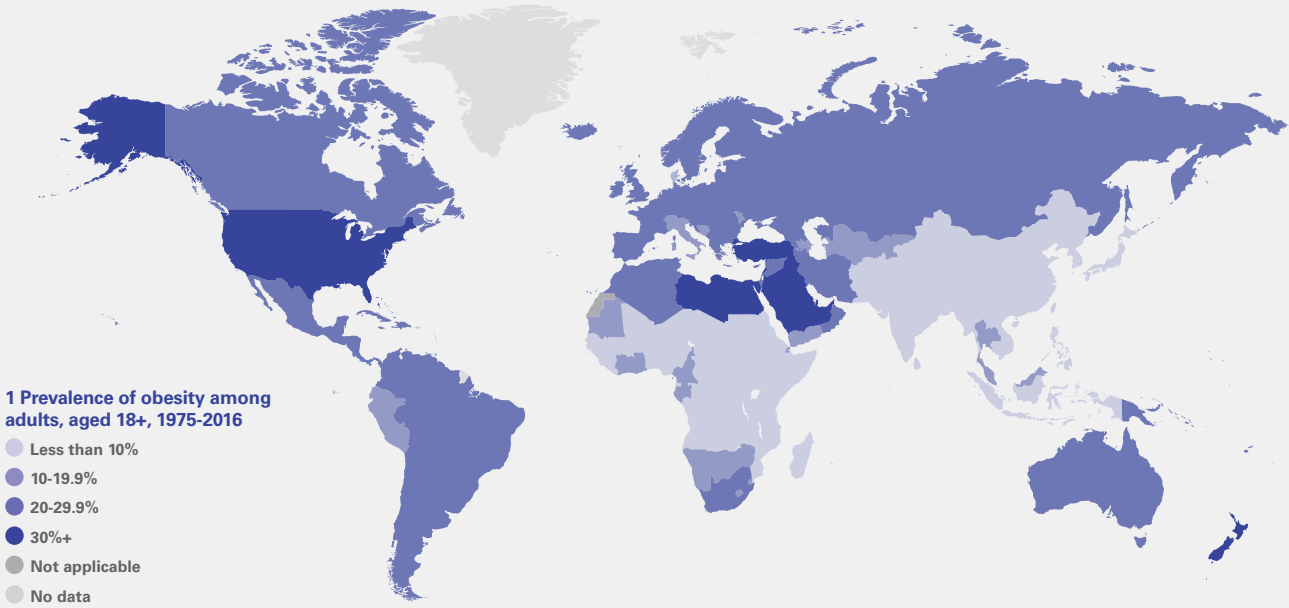 1 Prevalence of obesity among
adults, aged 18+, 1975-2016
Less than 10%
10-19.9%
20-29.9%
30%+
Not applicable
No data